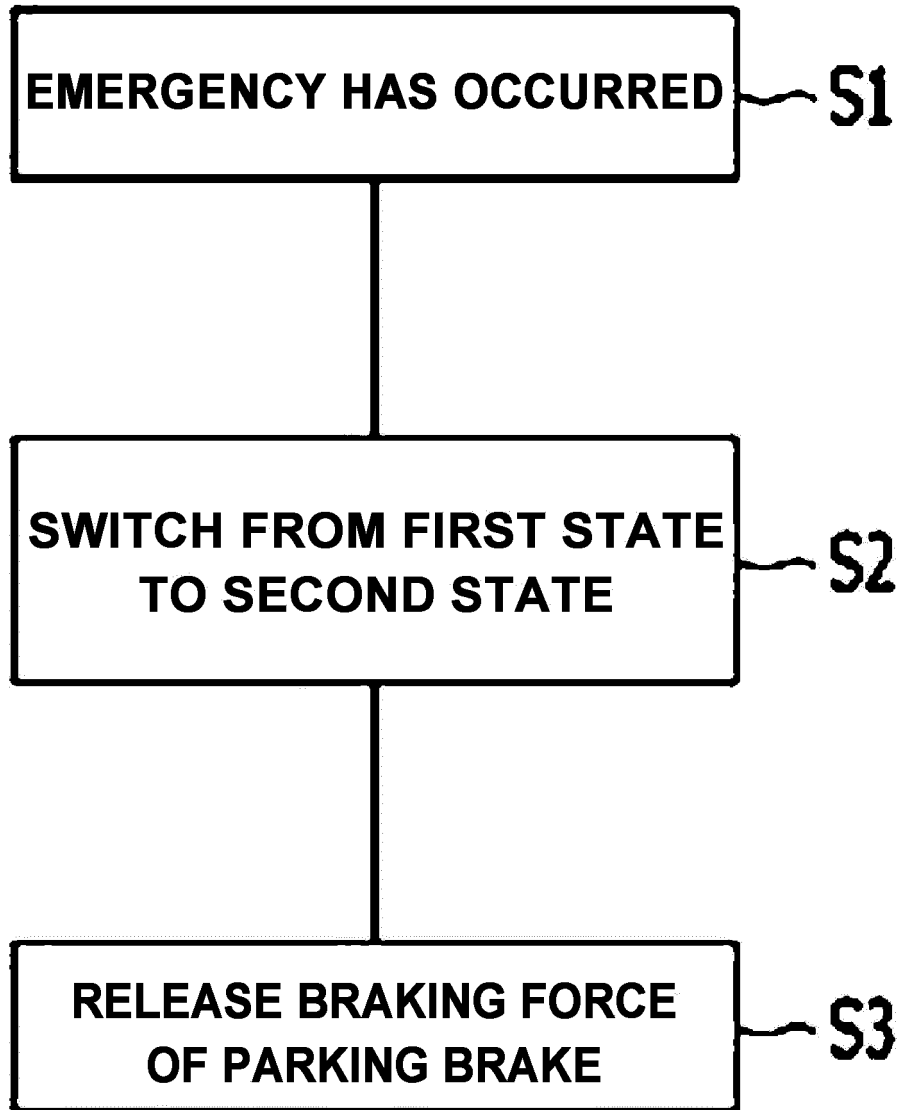 EMERGENCY HAS OCCURRED
S1
SWITCH FROM FIRST STATE
TO SECOND STATE
S2
RELEASE BRAKING FORCE
OF PARKING BRAKE
S3